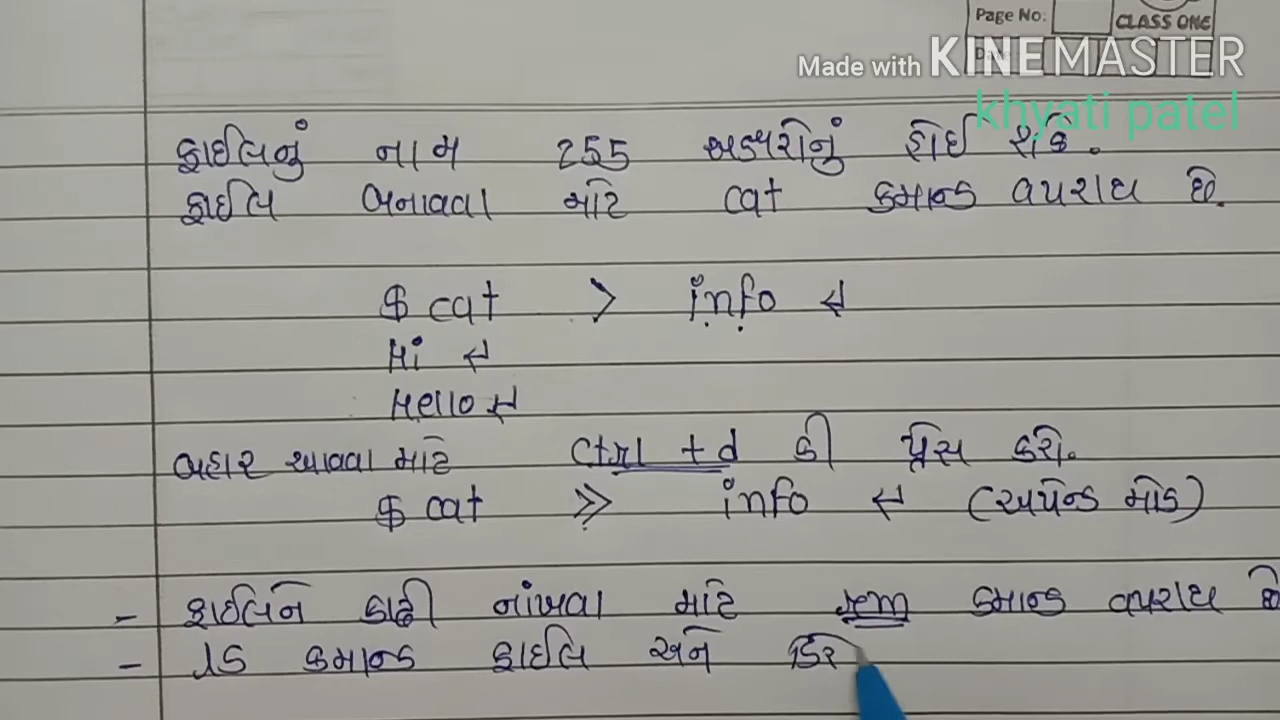 Page No.
CLASS ONE
Made with KINEMASTER
khyati patel
ફાઈલિનું નામ 255 અક્ષરોનું હોઈ શકે.
ફાઈલિ બનાવવા માટે cat કમાન્ડ વપરાય છે.
$ cat > info ↵
Hi ↵
Hello ↵
બહાર આવવા માટે Ctrl + d કી પ્રેસ કરો.
$ cat >> info ↵ (અપેન્ડ મોડ)
- ફાઈલિને કાઢી નાંખવા માટે rm કમાન્ડ વપરાય છે
- ls કમાન્ડ ફાઈલિ અને ડિર